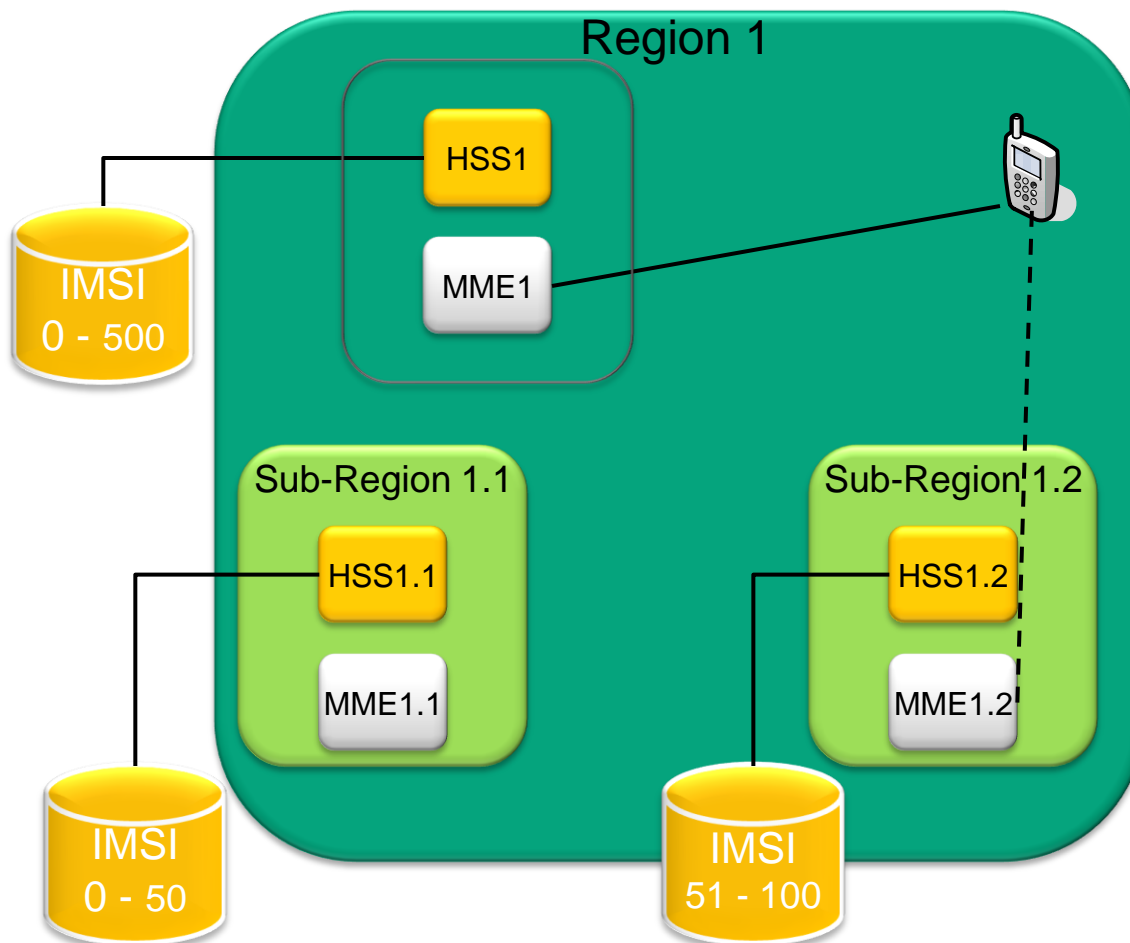 Region 1
HSS1
MME1
IMSI
0 - 500
Sub-Region 1.1
HSS1.1
MME1.1
IMSI
0 - 50
Sub-Region 1.2
HSS1.2
MME1.2
IMSI
51 - 100